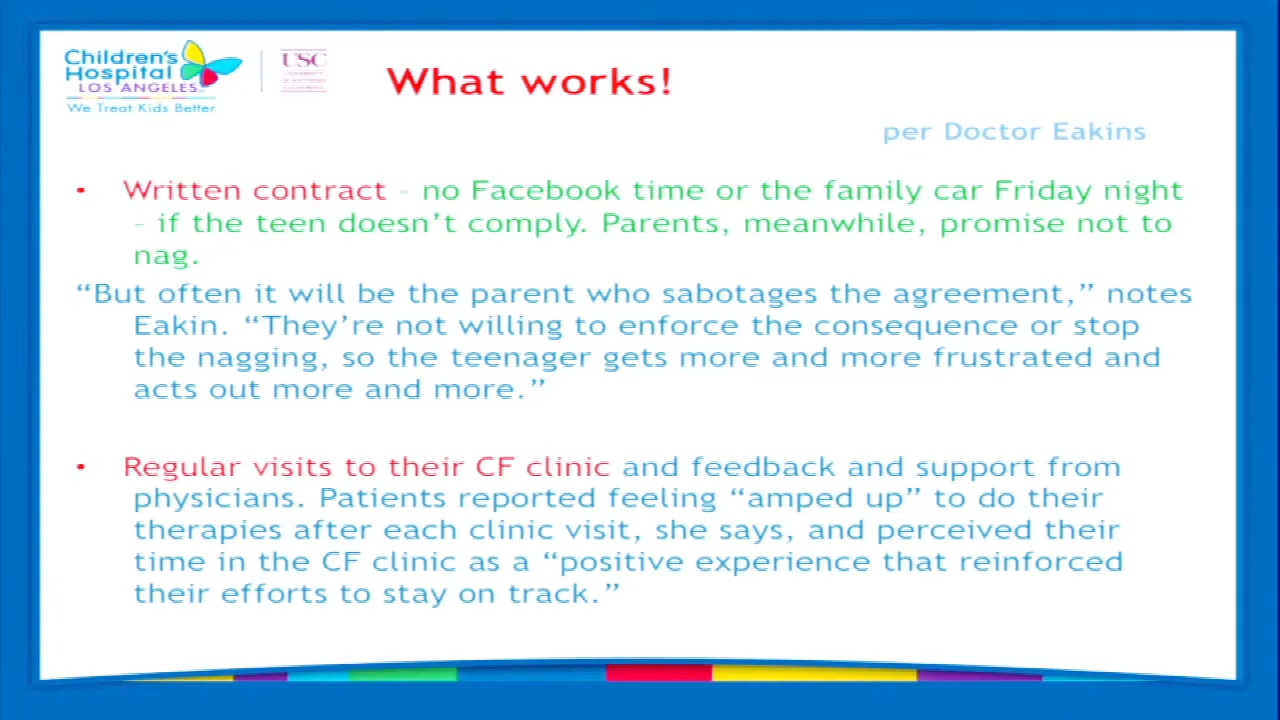 Children's
Hospital
LOS ANGELES
We Treat Kids Better
USC
What works!
per Doctor Eakins
• Written contract – no Facebook time or the family car Friday night
– if the teen doesn't comply. Parents, meanwhile, promise not to
nag.
“But often it will be the parent who sabotages the agreement,” notes
Eakin. “They're not willing to enforce the consequence or stop
the nagging, so the teenager gets more and more frustrated and
acts out more and more.”
• Regular visits to their CF clinic and feedback and support from
physicians. Patients reported feeling “amped up” to do their
therapies after each clinic visit, she says, and perceived their
time in the CF clinic as a “positive experience that reinforced
their efforts to stay on track.”